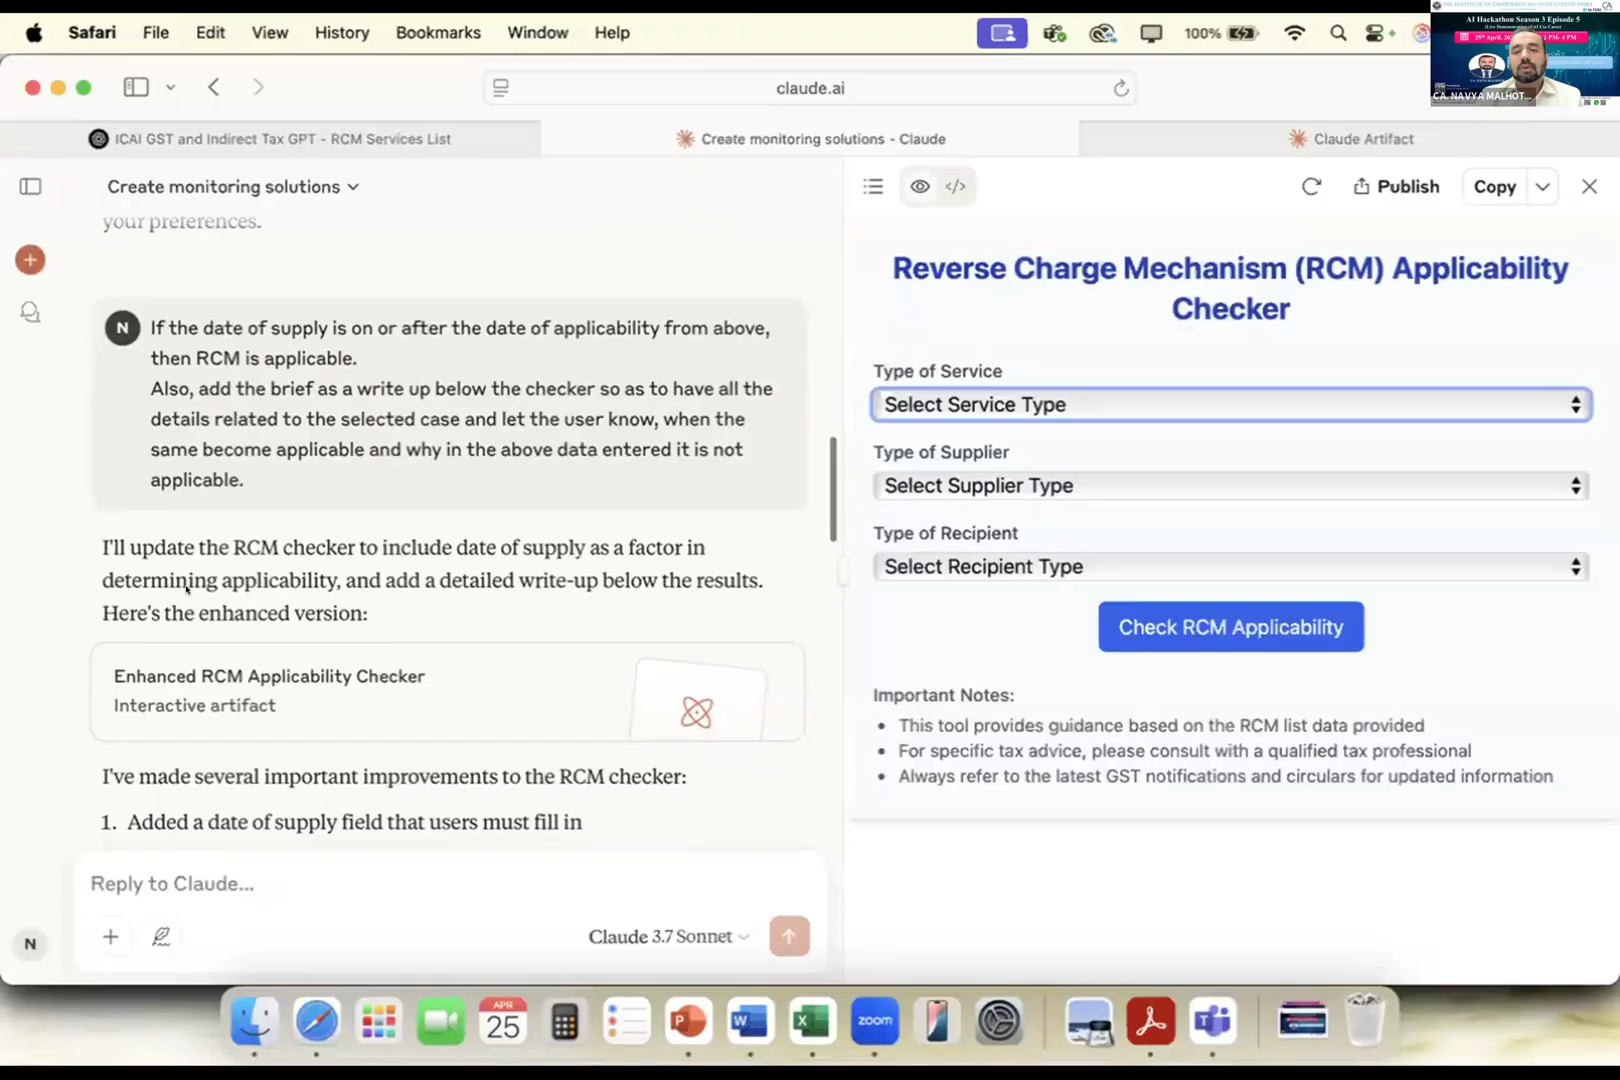 Safari File Edit View History Bookmarks Window Help
100%
claude.ai
ICAI GST and Indirect Tax GPT - RCM Services List
Create monitoring solutions - Claude
Claude Artifact
AI Hackathon Season 3 Episode 5
CA. NAVYA MALHOT...
Create monitoring solutions
your preferences.
N
If the date of supply is on or after the date of applicability from above,
then RCM is applicable.
Also, add the brief as a write up below the checker so as to have all the
details related to the selected case and let the user know, when the
same become applicable and why in the above data entered it is not
applicable.
I'll update the RCM checker to include date of supply as a factor in
determining applicability, and add a detailed write-up below the results.
Here's the enhanced version:
Enhanced RCM Applicability Checker
Interactive artifact
I've made several important improvements to the RCM checker:
1. Added a date of supply field that users must fill in
Reply to Claude...
Claude 3.7 Sonnet
N
Publish
Copy
Reverse Charge Mechanism (RCM) Applicability
Checker
Type of Service
Select Service Type
Type of Supplier
Select Supplier Type
Type of Recipient
Select Recipient Type
Check RCM Applicability
Important Notes:
• This tool provides guidance based on the RCM list data provided
• For specific tax advice, please consult with a qualified tax professional
• Always refer to the latest GST notifications and circulars for updated information
APR
25
P
W
X
zoom